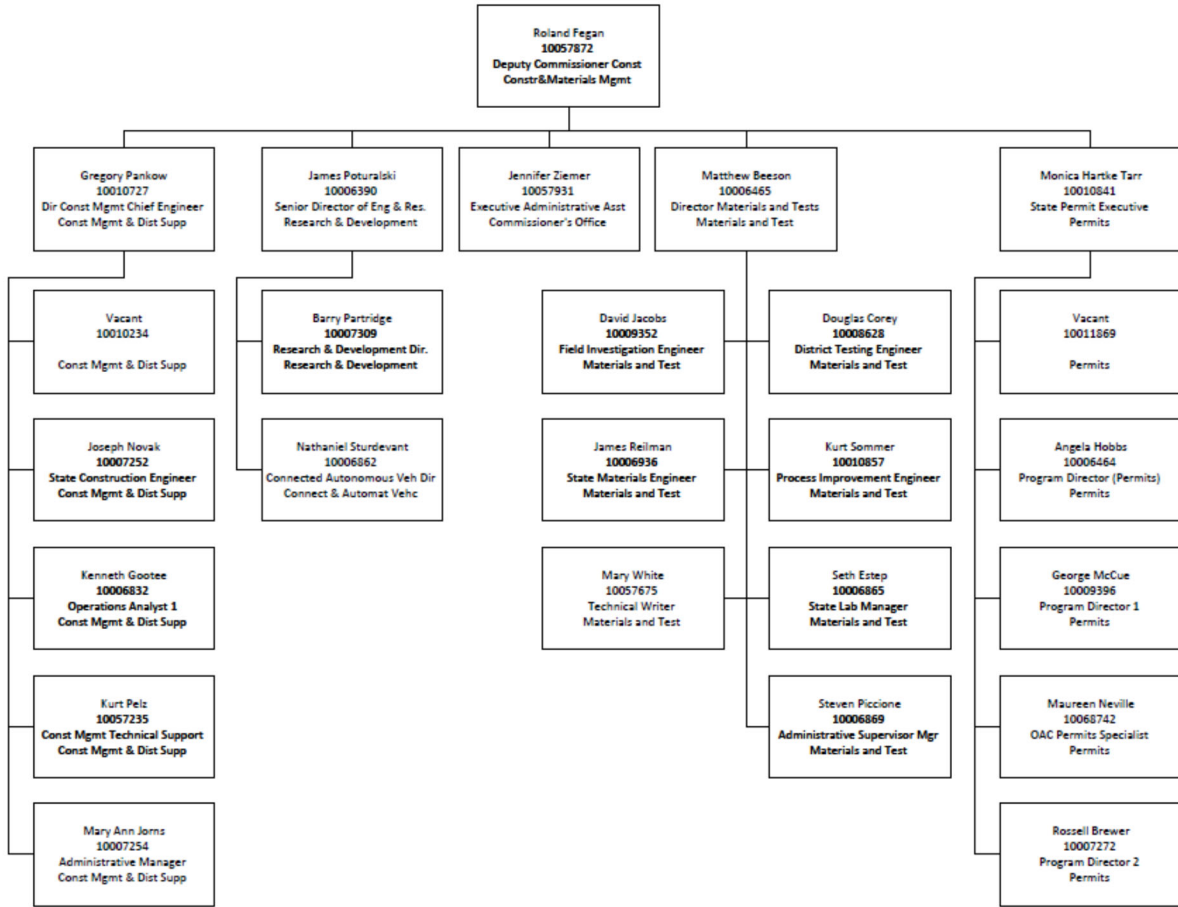 Roland Fegan
10057872
Deputy Commissioner Const
Constr&Materials Mgmt
Gregory Pankow
10010727
Dir Const Mgmt Chief Engineer
Const Mgmt & Dist Supp
James Poturalski
10006390
Senior Director of Eng & Res.
Research & Development
Jennifer Ziemer
10057931
Executive Administrative Asst
Commissioner's Office
Matthew Beeson
10006465
Director Materials and Tests
Materials and Test
Monica Hartke Tarr
10010841
State Permit Executive
Permits
Vacant
10010234
Const Mgmt & Dist Supp
Barry Partridge
10007309
Research & Development Dir.
Research & Development
David Jacobs
10009352
Field Investigation Engineer
Materials and Test
Douglas Corey
10008628
District Testing Engineer
Materials and Test
Vacant
10011869
Permits
Joseph Novak
10007252
State Construction Engineer
Const Mgmt & Dist Supp
Nathaniel Sturdevant
10006862
Connected Autonomous Veh Dir
Connect & Automat Vehc
James Reilman
10006936
State Materials Engineer
Materials and Test
Kurt Sommer
10010857
Process Improvement Engineer
Materials and Test
Angela Hobbs
10006464
Program Director (Permits)
Permits
Kenneth Gootee
10006832
Operations Analyst 1
Const Mgmt & Dist Supp
Mary White
10057675
Technical Writer
Materials and Test
Seth Estep
10006865
State Lab Manager
Materials and Test
George McCue
10009396
Program Director 1
Permits
Kurt Pelz
10057235
Const Mgmt Technical Support
Const Mgmt & Dist Supp
Steven Piccione
10006869
Administrative Supervisor Mgr
Materials and Test
Maureen Neville
10068742
OAC Permits Specialist
Permits
Mary Ann Jorns
10007254
Administrative Manager
Const Mgmt & Dist Supp
Rossell Brewer
10007272
Program Director 2
Permits